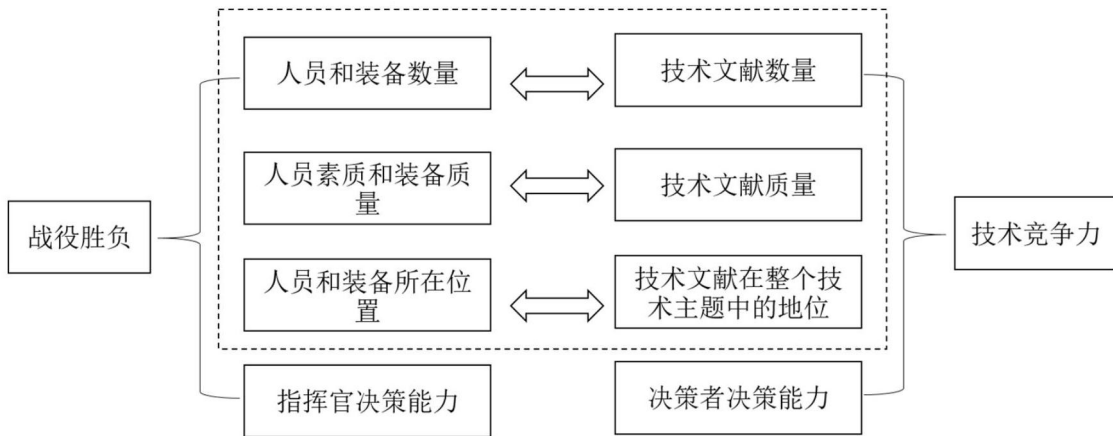 人员和装备数量
技术文献数量
人员素质和装备质
量
技术文献质量
战役胜负
技术竞争力
人员和装备所在位
置
技术文献在整个技
术主题中的地位
指挥官决策能力
决策者决策能力